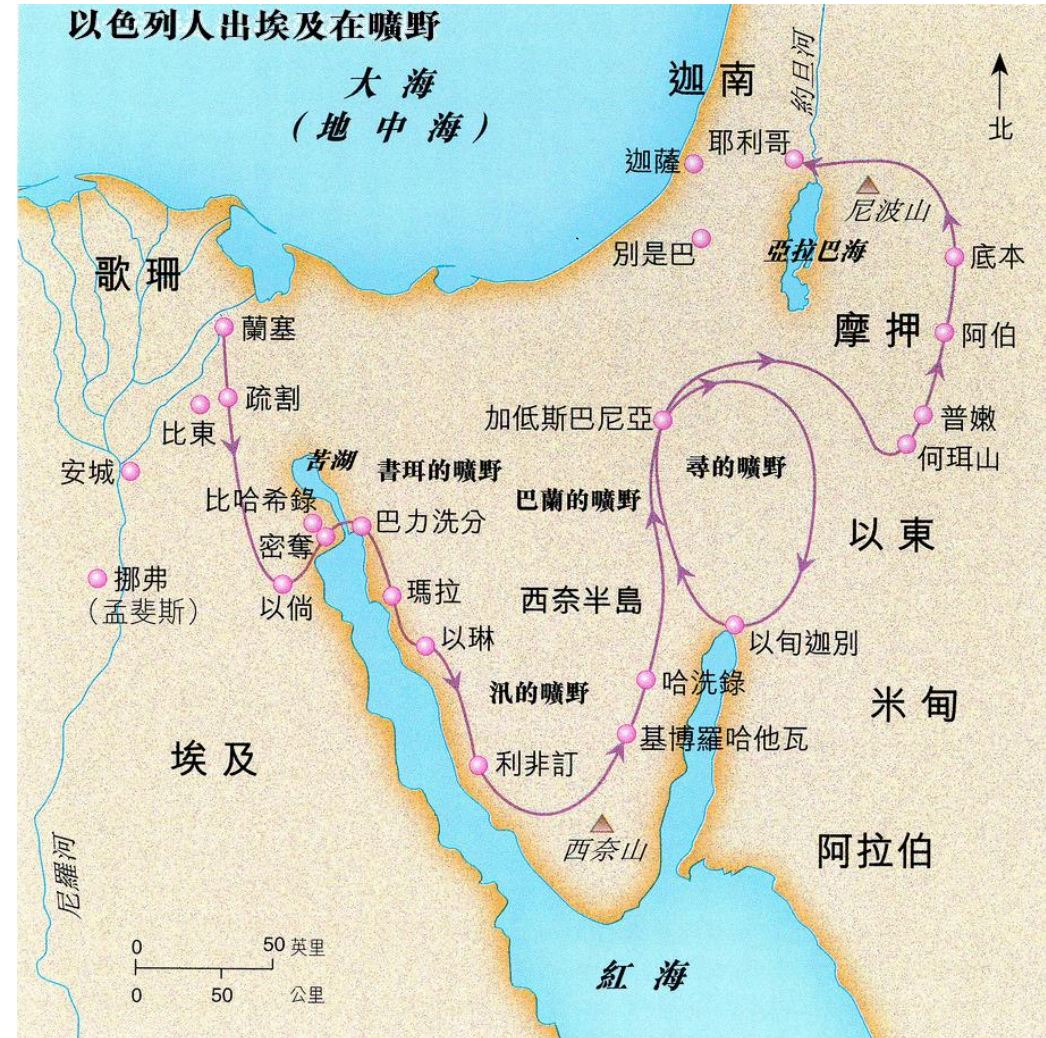 以色列人出埃及在曠野
大海
(地中海)
迦南
約旦河
北
耶利哥
迦薩
尼波山
別是巴
亞拉巴海
底本
歌珊
蘭塞
摩押
阿伯
疏割
比東
加低斯巴尼亞
普嫩
何珥山
安城
苦湖
書珥的曠野
尋的曠野
巴蘭的曠野
比哈希錄
巴力洗分
密奪
以東
挪弗
(孟斐斯)
以倘
瑪拉
西奈半島
以琳
以旬迦別
汛的曠野
哈洗錄
米甸
基博羅哈他瓦
埃及
利非訂
西奈山
阿拉伯
尼羅河
0 50 英里
0 50 公里
紅海